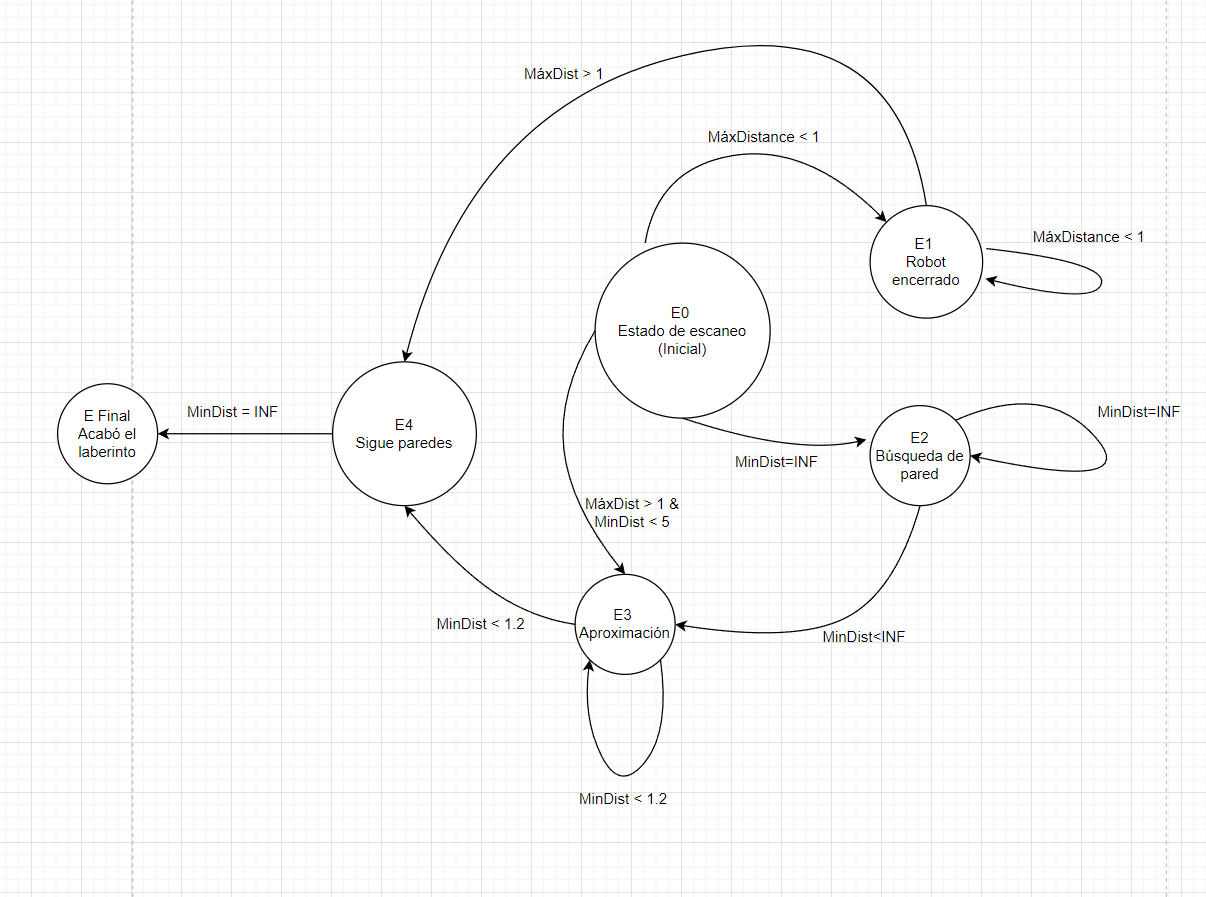 MáxDist > 1
MáxDistance < 1
E1
Robot
encerrado
MáxDistance < 1
E0
Estado de escaneo
(Inicial)
E Final
Acabó el
laberinto
MinDist = INF
E4
Sigue paredes
MinDist=INF
E2
Búsqueda de
pared
MinDist=INF
MáxDist > 1 &
MinDist < 5
E3
Aproximación
MinDist < 1.2
MinDist<INF
MinDist < 1.2